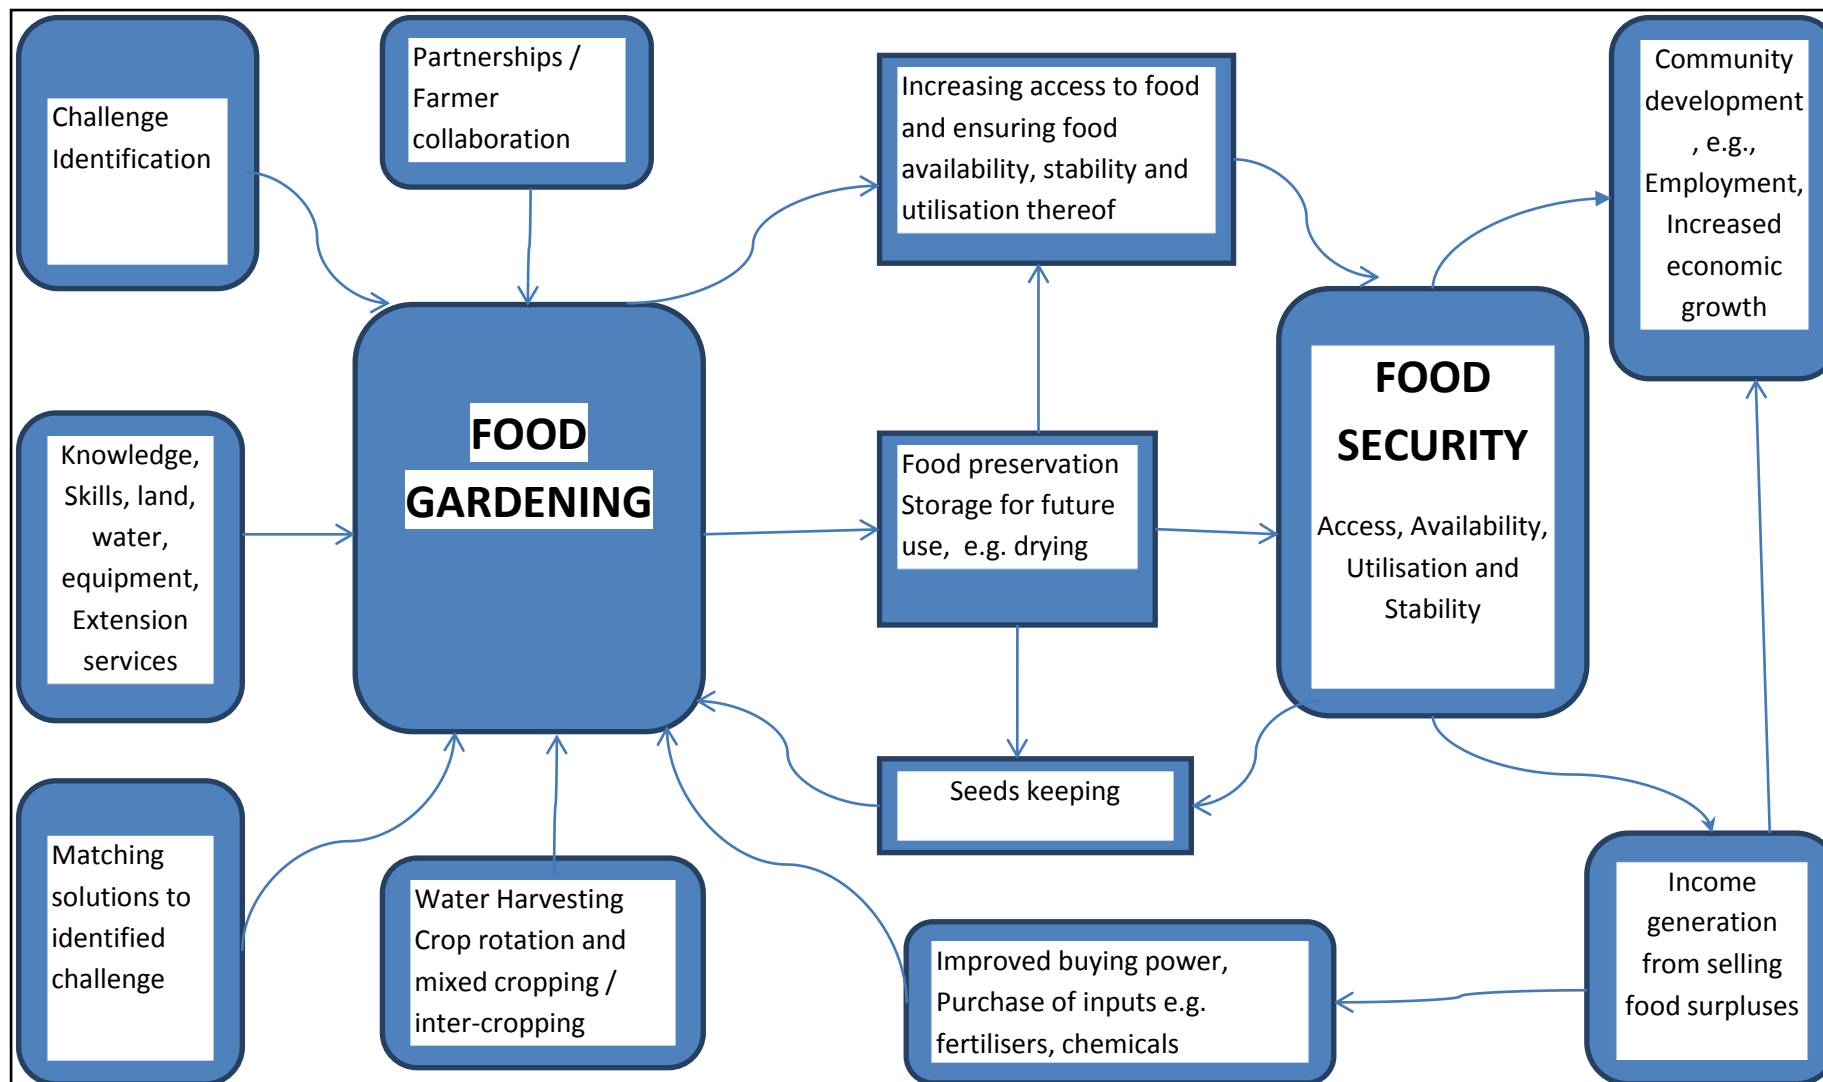 Challenge
Identification
Partnerships /
Farmer
collaboration
Increasing access to food
and ensuring food
availability, stability and
utilisation thereof
Community
development
, e.g.,
Employment,
Increased
economic
growth
Knowledge,
Skills, land,
water,
equipment,
Extension
services
FOOD
GARDENING
Food preservation
Storage for future
use,  e.g. drying
FOOD
SECURITY
Access, Availability,
Utilisation and
Stability
Seeds keeping
Matching
solutions to
identified
challenge
Water Harvesting
Crop rotation and
mixed cropping /
inter-cropping
Improved buying power,
Purchase of inputs e.g.
fertilisers, chemicals
Income
generation
from selling
food surpluses